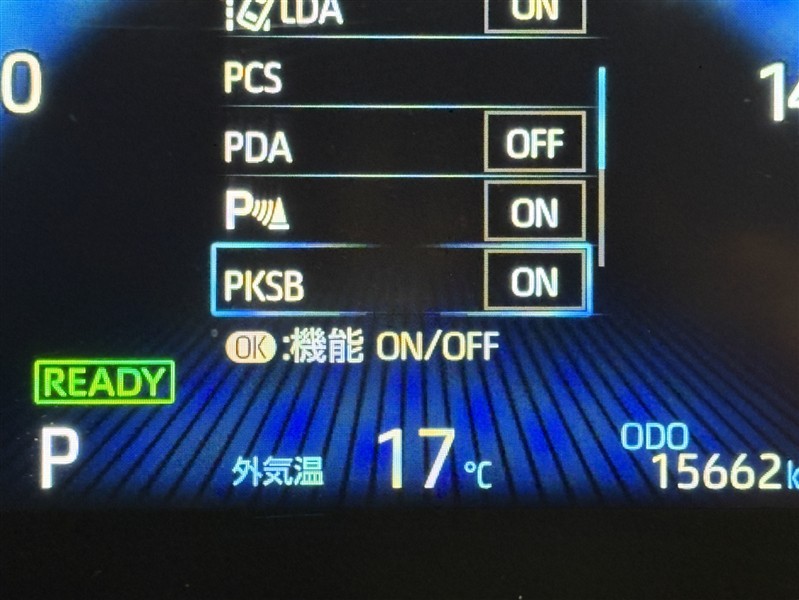 LDA ON
0
PCS
14
PDA OFF
P ON
PKSB ON
OK :機能 ON/OFF
READY
P 外気温 17 ℃
ODO
15662k